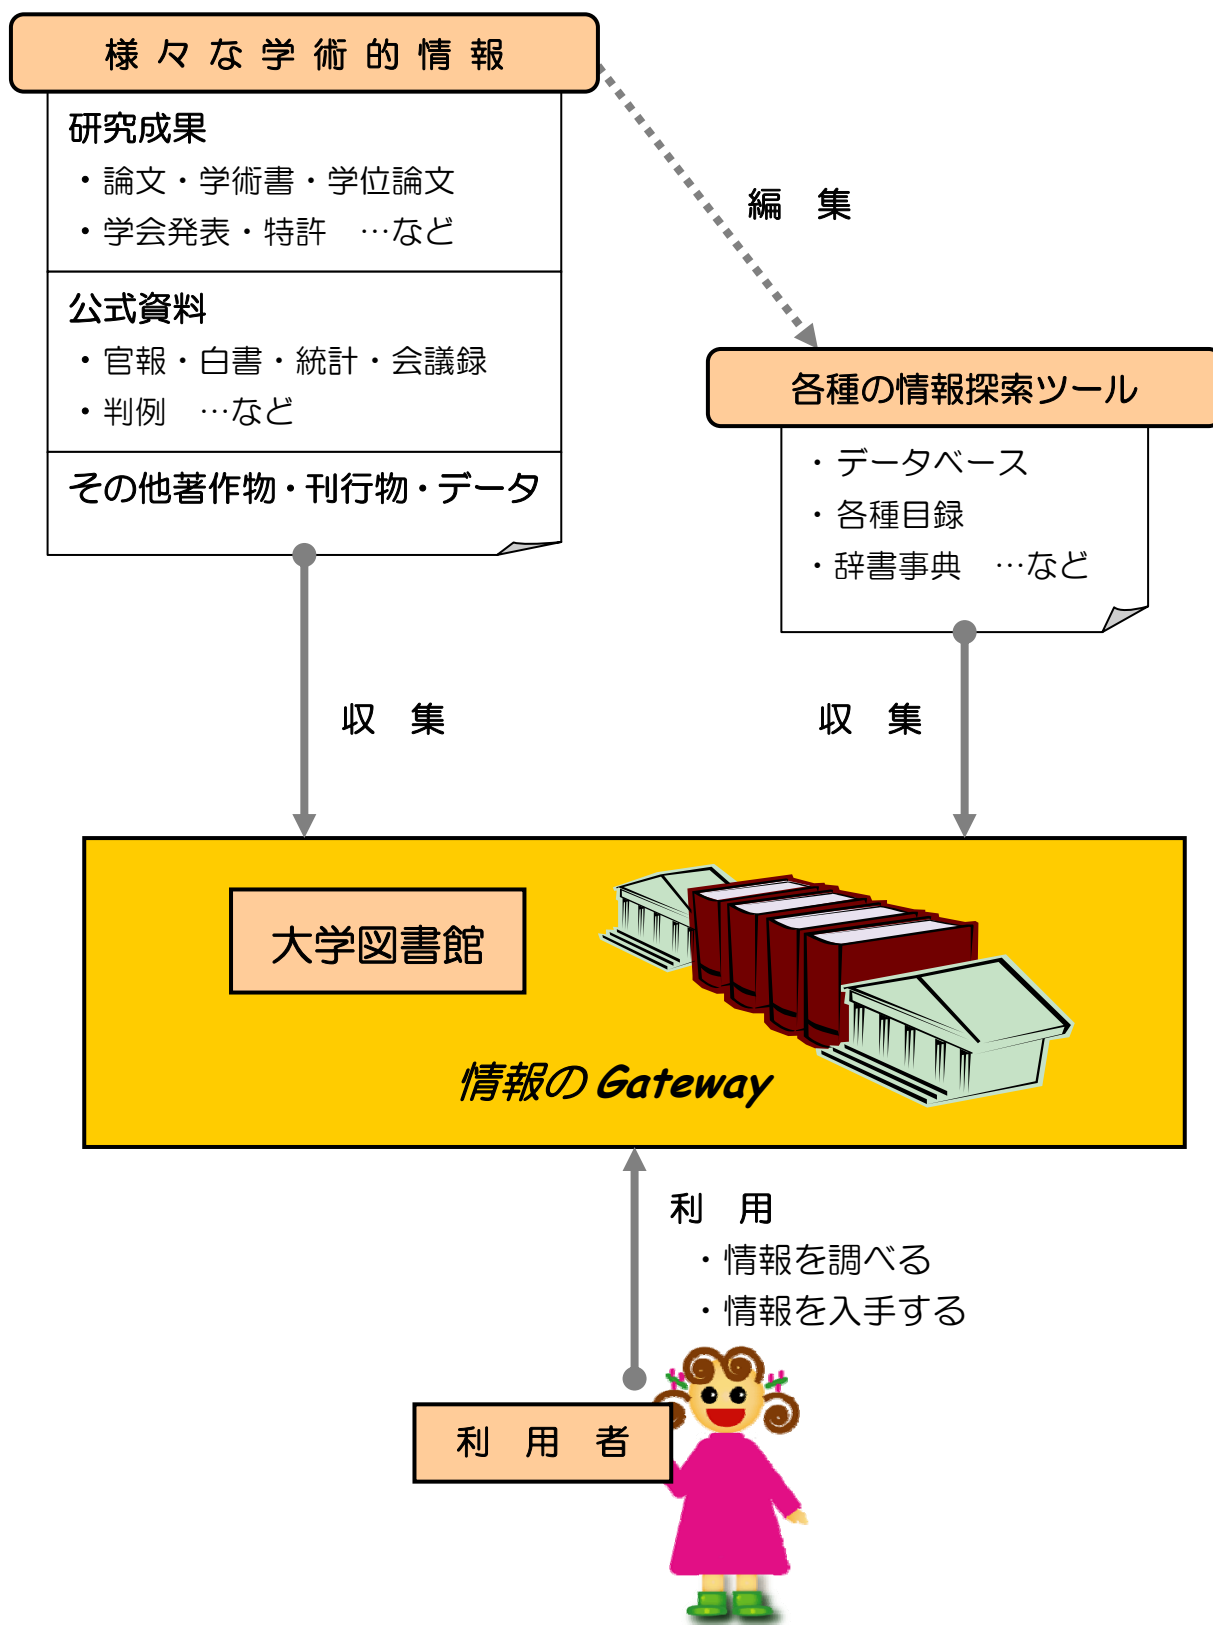 様々な学術的情報
研究成果
・論文・学術書・学位論文
・学会発表・特許　…など
公式資料
・官報・白書・統計・会議録
・判例　…など
その他著作物・刊行物・データ
編　集
各種の情報探索ツール
・データベース
・各種目録
・辞書事典　…など
収　集
収　集
大学図書館
情報の Gateway
利　用
・情報を調べる
・情報を入手する
利　用　者